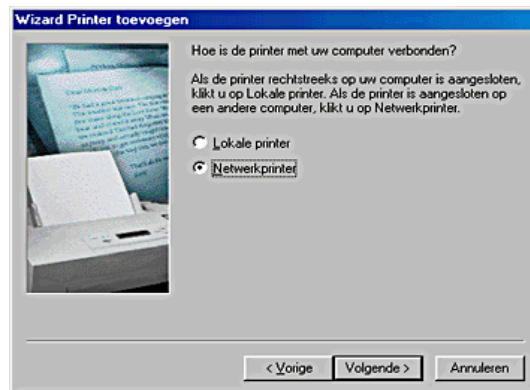 Wizard Printer toevoegen
Hoe is de printer met uw computer verbonden?
Als de printer rechtstreeks op uw computer is aangesloten,
klikt u op Lokale printer. Als de printer is aangesloten op
een andere computer, klikt u op Netwerkprinter.
Lokale printer
Netwerkprinter
< Vorige
Volgende >
Annuleren